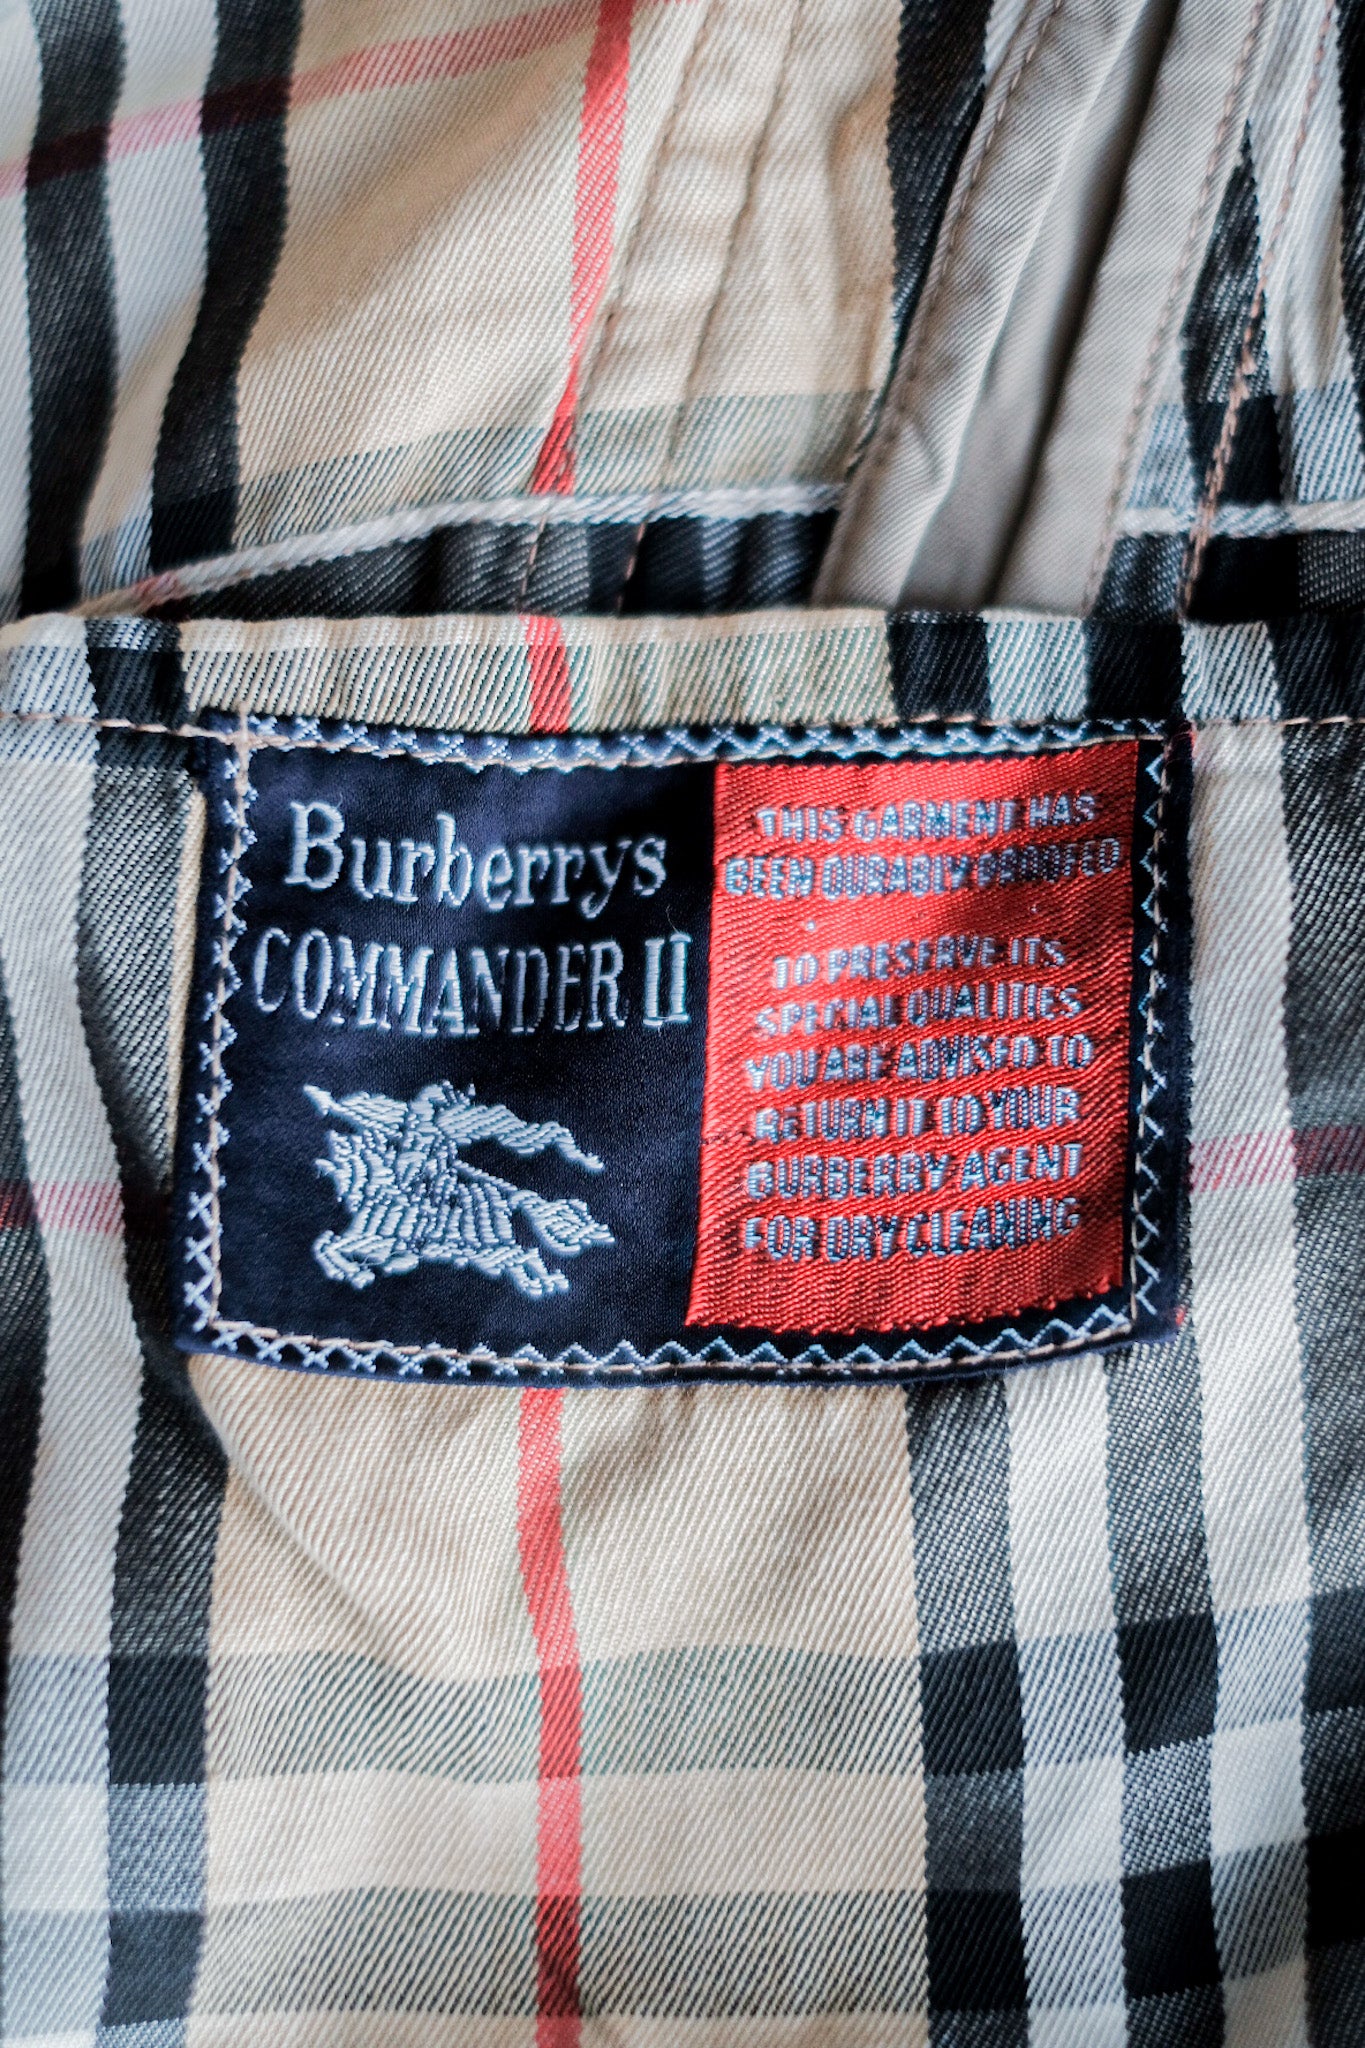 Burberrys
COMMANDER II
THIS GARMENT HAS
BEEN DURABLY PROOFED
TO PRESERVE ITS
SPECIAL QUALITIES
YOU ARE ADVISED TO
RETURN IT TO YOUR
BURBERRY AGENT
FOR DRY CLEANING